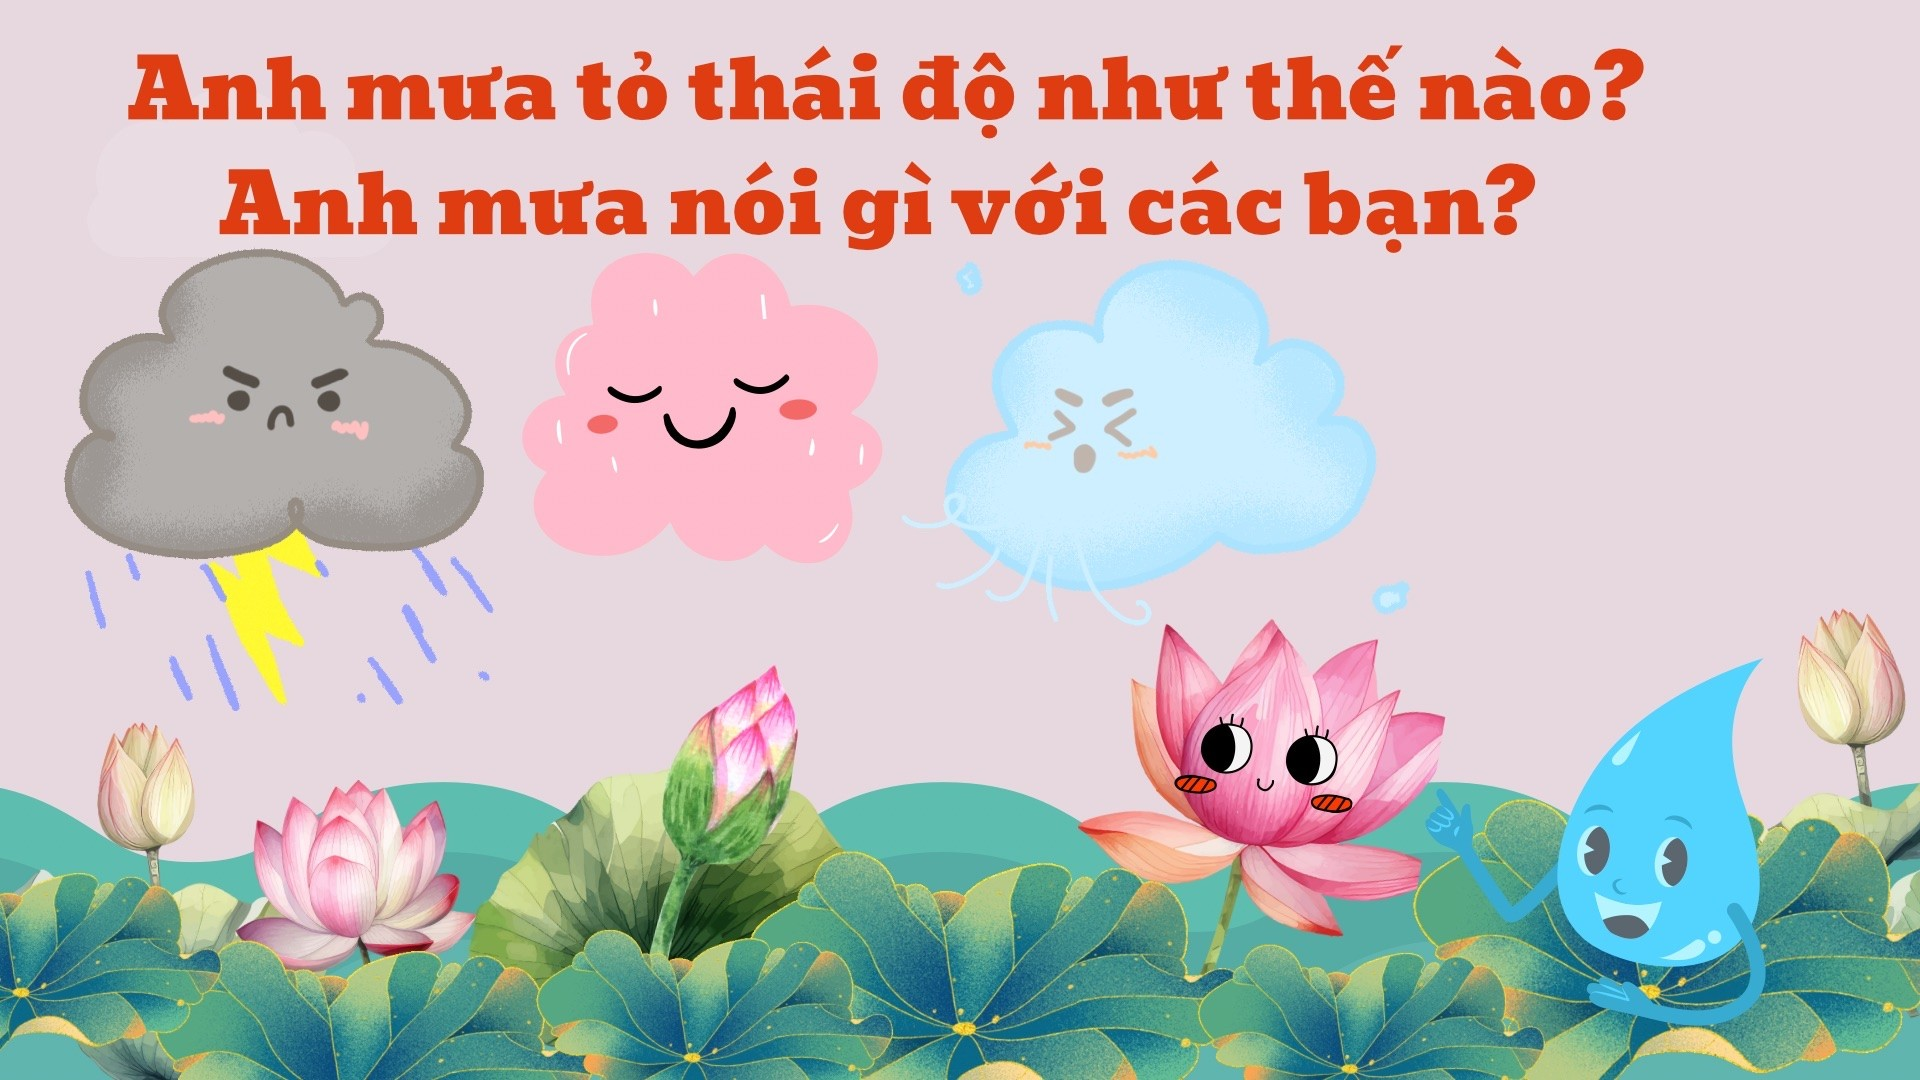 Anh mưa tỏ thái độ như thế nào?
Anh mưa nói gì với các bạn?